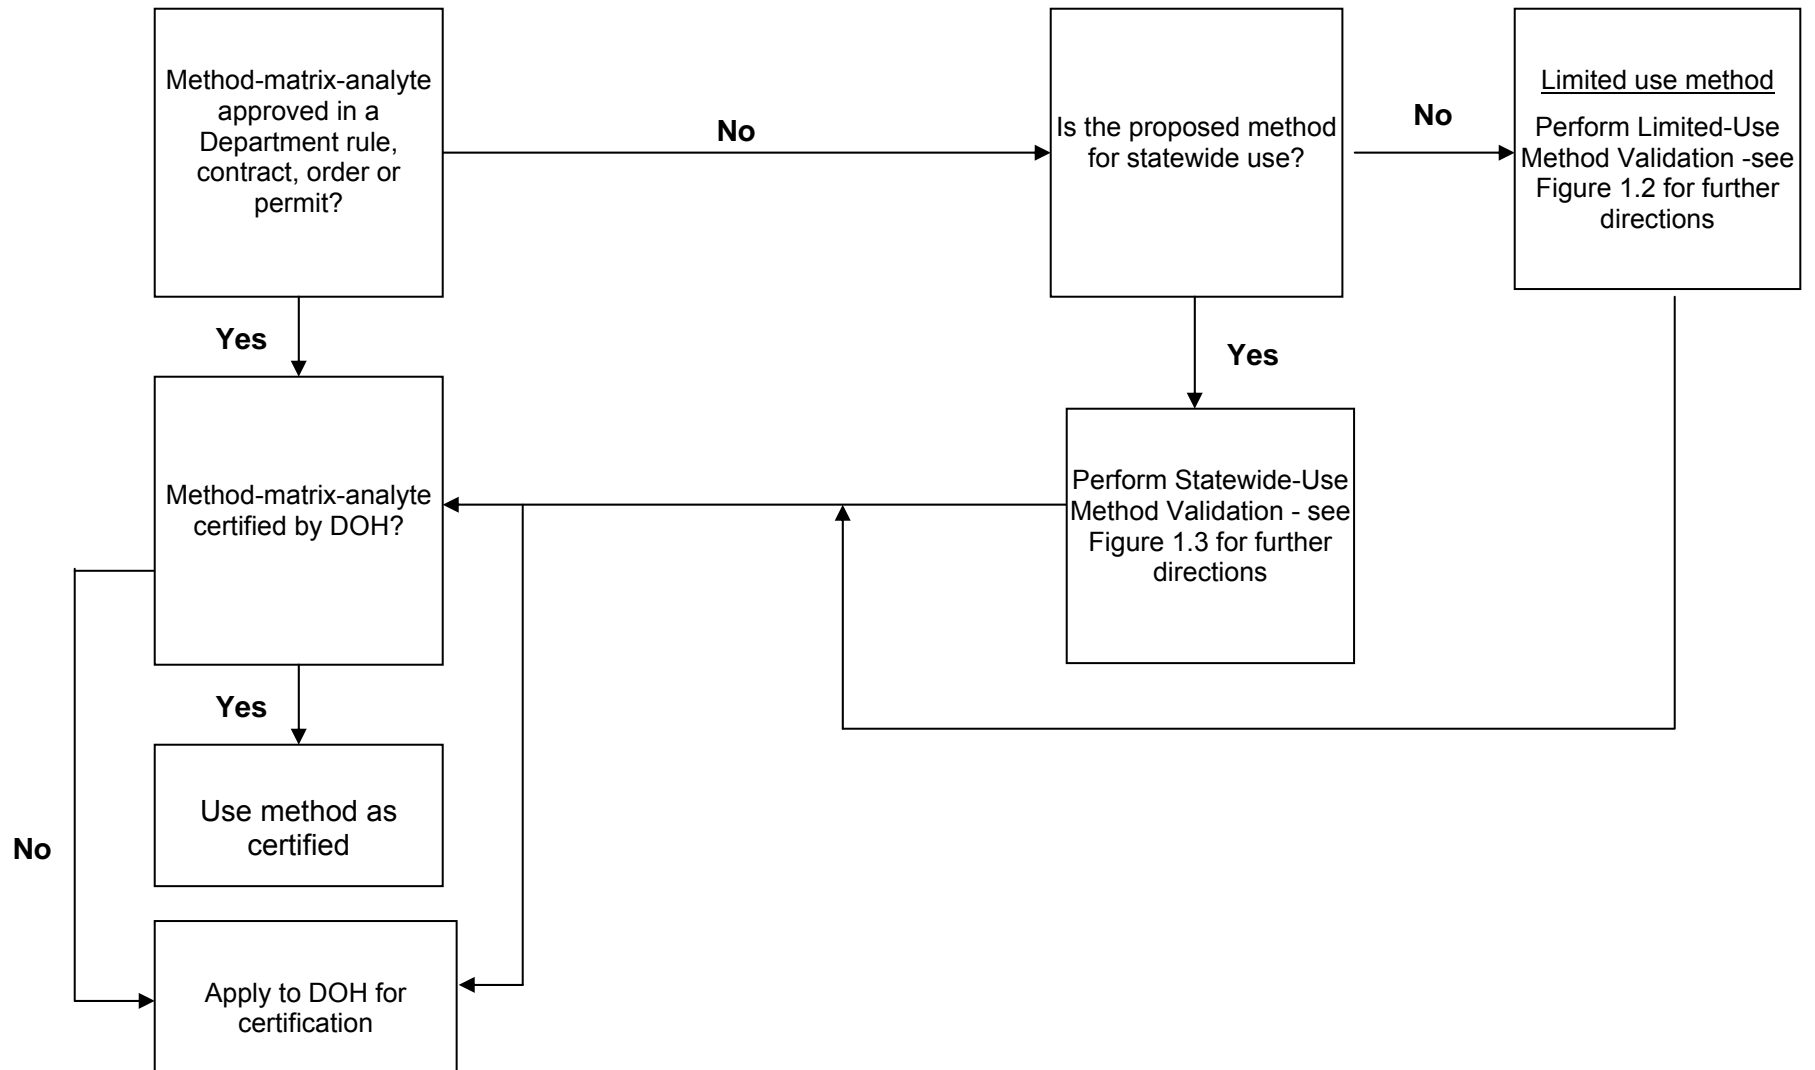 Method-matrix-analyte
approved in a
Department rule,
contract, order or
permit?
No
Is the proposed method
for statewide use?
No
Limited use method
Perform Limited-Use
Method Validation -see
Figure 1.2 for further
directions
Yes
Yes
Method-matrix-analyte
certified by DOH?
Perform Statewide-Use
Method Validation - see
Figure 1.3 for further
directions
Yes
Use method as
certified
No
Apply to DOH for
certification